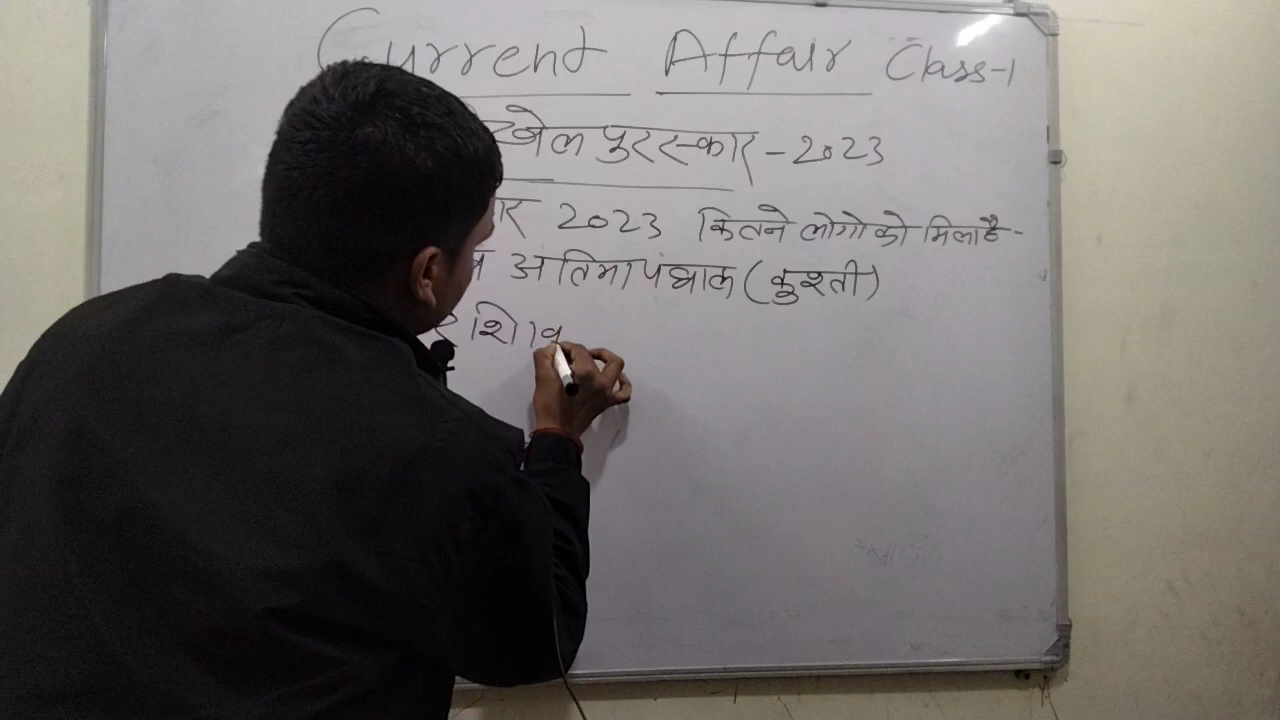 Current Affair Class-1
खेल पुरस्कार - 2023
2023 कितने लोगो को मिला है -
अतिमा पंघाल (कुश्ती)